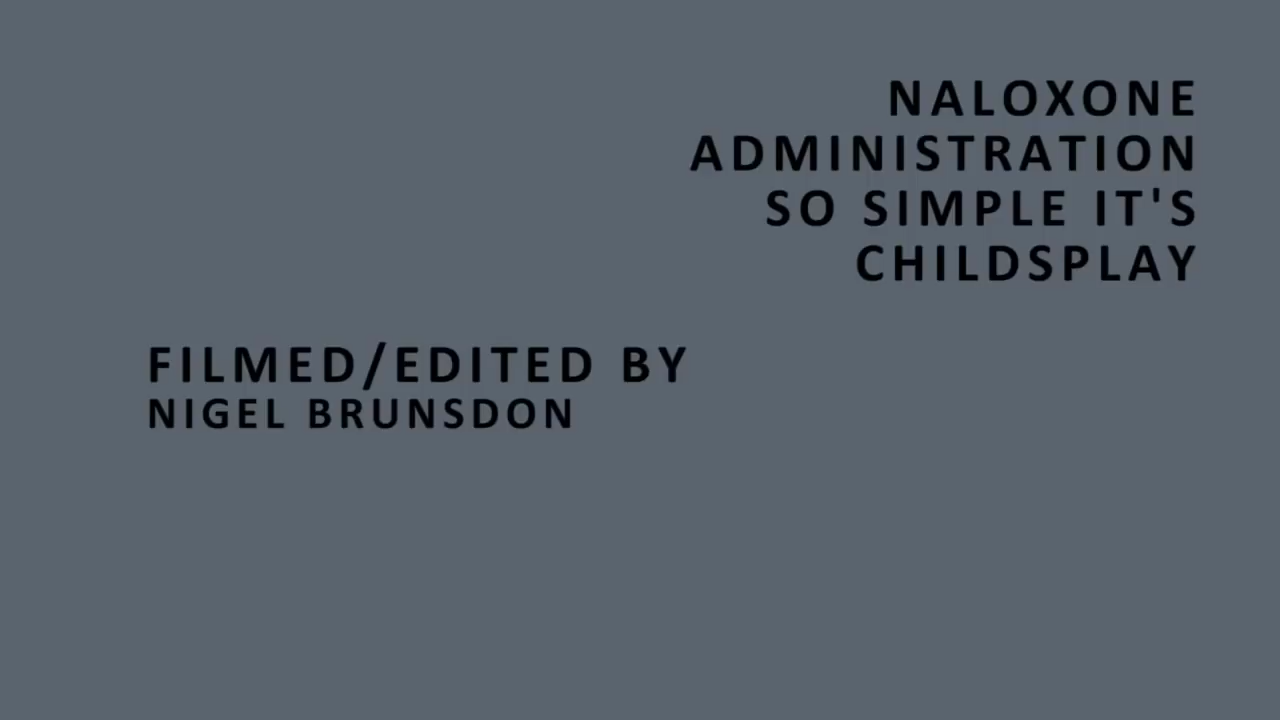 NALOXONE
ADMINISTRATION
SO SIMPLE IT'S
CHILDSPLAY
FILMED/EDITED BY
NIGEL BRUNSDON